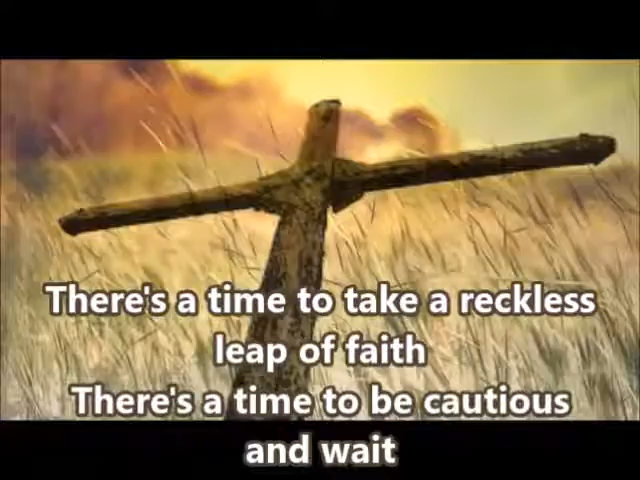 There's a time to take a reckless
leap of faith
There's a time to be cautious
and wait